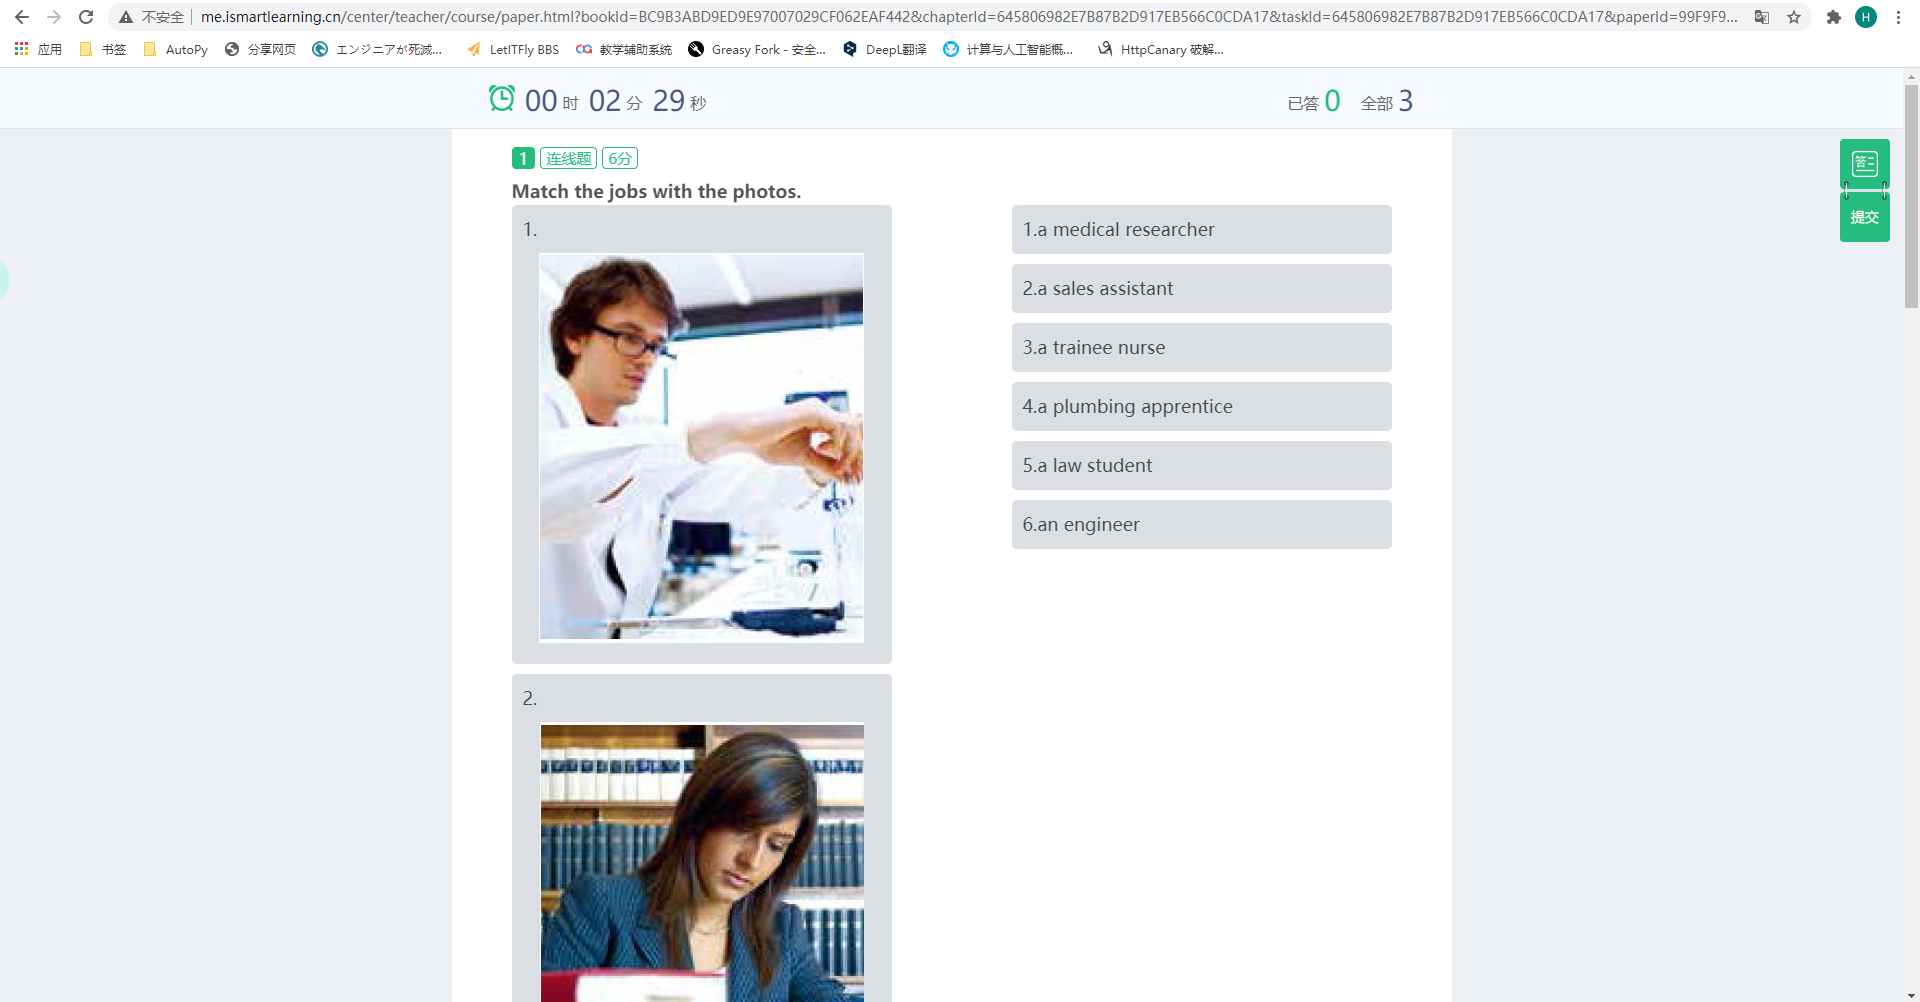 不安全 me.ismartlearning.cn/center/teacher/course/paper.html?bookId=BC9B3ABD9ED9E97007029CF062EAF442&chapterId=645806982E7B87B2D917EB566C0CDA17&taskId=645806982E7B87B2D917EB566C0CDA17&paperId=99F9F9... H
应用 书签 AutoPy 分享网页 エンジニアが死滅... LetITFly BBS 教学辅助系统 Greasy Fork - 安全... DeepL翻译 计算与人工智能概... HttpCanary 破解...
00 时 02 分 29 秒 已答 0 全部 3
1 连线题 6分
答
提交
Match the jobs with the photos.
1.
1.a medical researcher
2.a sales assistant
3.a trainee nurse
4.a plumbing apprentice
5.a law student
6.an engineer
2.